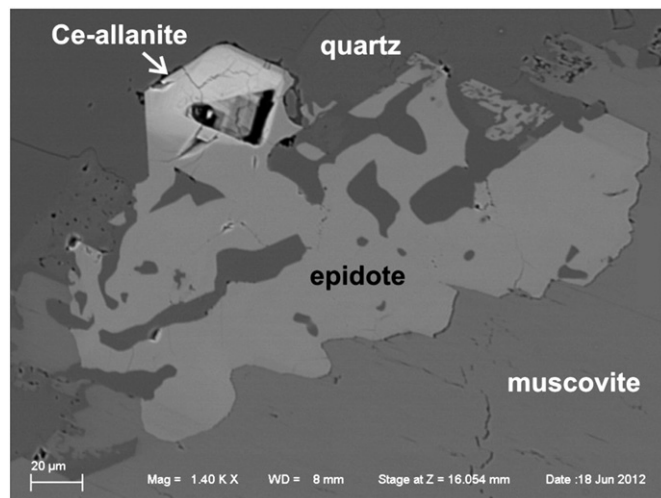 Ce-allanite
quartz
epidote
muscovite
20 µm
Mag = 1.40 K X WD = 8 mm Stage at Z = 16.054 mm Date :18 Jun 2012